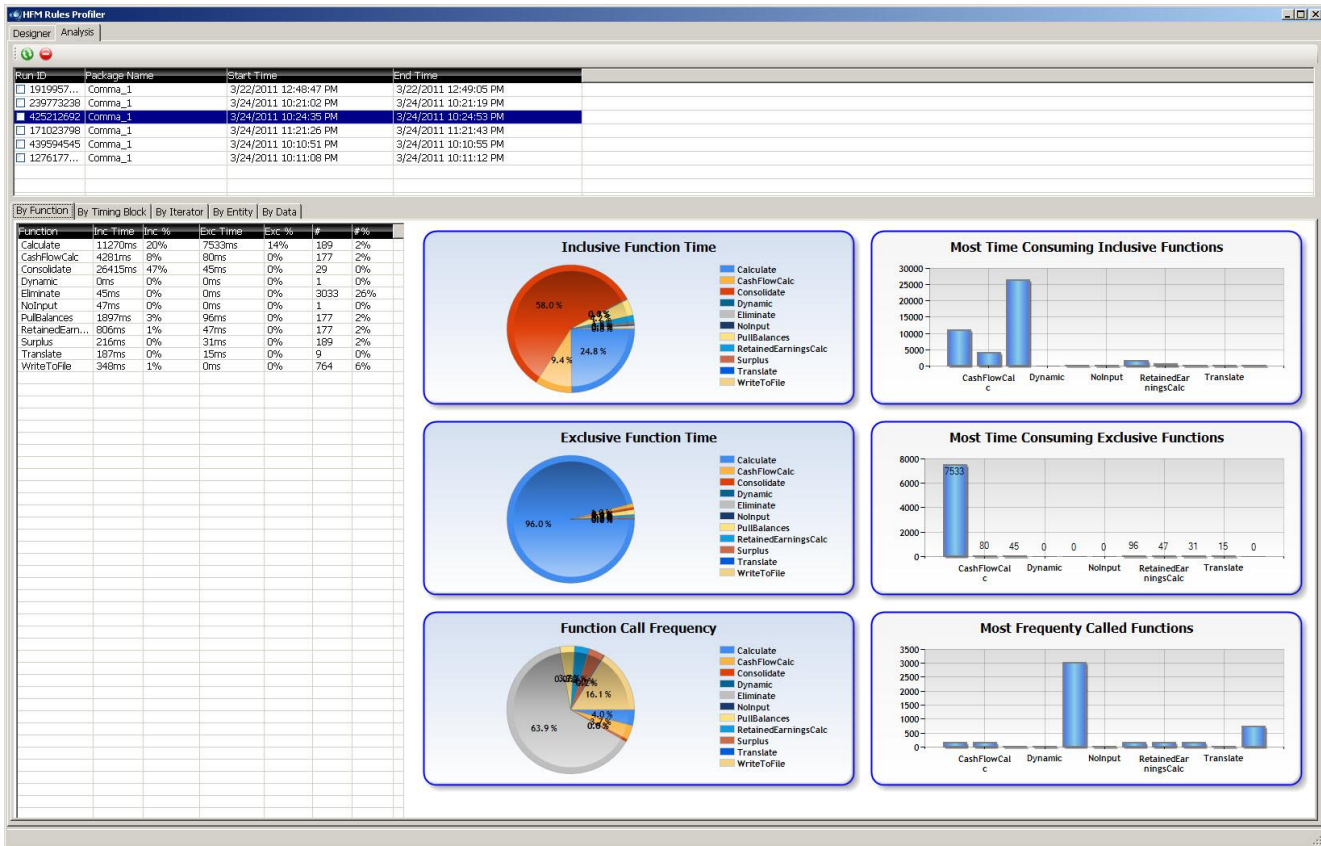 HFM Rules Profiler
Designer Analysis
Run ID Package Name Start Time End Time
1919957... Comma_1 3/22/2011 12:48:47 PM 3/22/2011 12:49:05 PM
239773238 Comma_1 3/24/2011 10:21:02 PM 3/24/2011 10:21:19 PM
425212692 Comma_1 3/24/2011 10:24:35 PM 3/24/2011 10:24:53 PM
171023798 Comma_1 3/24/2011 11:21:26 PM 3/24/2011 11:21:43 PM
439594545 Comma_1 3/24/2011 10:10:51 PM 3/24/2011 10:10:55 PM
1276177... Comma_1 3/24/2011 10:11:08 PM 3/24/2011 10:11:12 PM
By Function By Timing Block By Iterator By Entity By Data
Function Inc Time Inc % Exc Time Exc % # #%
Calculate 11270ms 20% 7533ms 14% 189 2%
CashFlowCalc 4281ms 8% 80ms 0% 177 2%
Consolidate 26415ms 47% 45ms 0% 29 0%
Dynamic 0ms 0% 0ms 0% 1 0%
Eliminate 45ms 0% 0ms 0% 3033 26%
NoInput 47ms 0% 0ms 0% 1 0%
PullBalances 1897ms 3% 96ms 0% 177 2%
RetainedEarn... 806ms 1% 47ms 0% 177 2%
Surplus 216ms 0% 31ms 0% 189 2%
Translate 187ms 0% 15ms 0% 9 0%
WriteToFile 348ms 1% 0ms 0% 764 6%
Inclusive Function Time
58.0 %
9.4 %
24.8 %
Calculate
CashFlowCalc
Consolidate
Dynamic
Eliminate
NoInput
PullBalances
RetainedEarningsCalc
Surplus
Translate
WriteToFile
Most Time Consuming Inclusive Functions
30000
25000
20000
15000
10000
5000
0
CashFlowCal Dynamic NoInput RetainedEar Translate
c ningsCalc
Exclusive Function Time
96.0 %
Calculate
CashFlowCalc
Consolidate
Dynamic
Eliminate
NoInput
PullBalances
RetainedEarningsCalc
Surplus
Translate
WriteToFile
Most Time Consuming Exclusive Functions
8000
6000
4000
2000
0
7533 80 45 0 0 0 96 47 31 15 0
CashFlowCal Dynamic NoInput RetainedEar Translate
c ningsCalc
Function Call Frequency
16.1 %
4.0 %
63.9 %
Calculate
CashFlowCalc
Consolidate
Dynamic
Eliminate
NoInput
PullBalances
RetainedEarningsCalc
Surplus
Translate
WriteToFile
Most Frequenty Called Functions
3500
3000
2500
2000
1500
1000
500
0
CashFlowCal Dynamic NoInput RetainedEar Translate
c ningsCalc